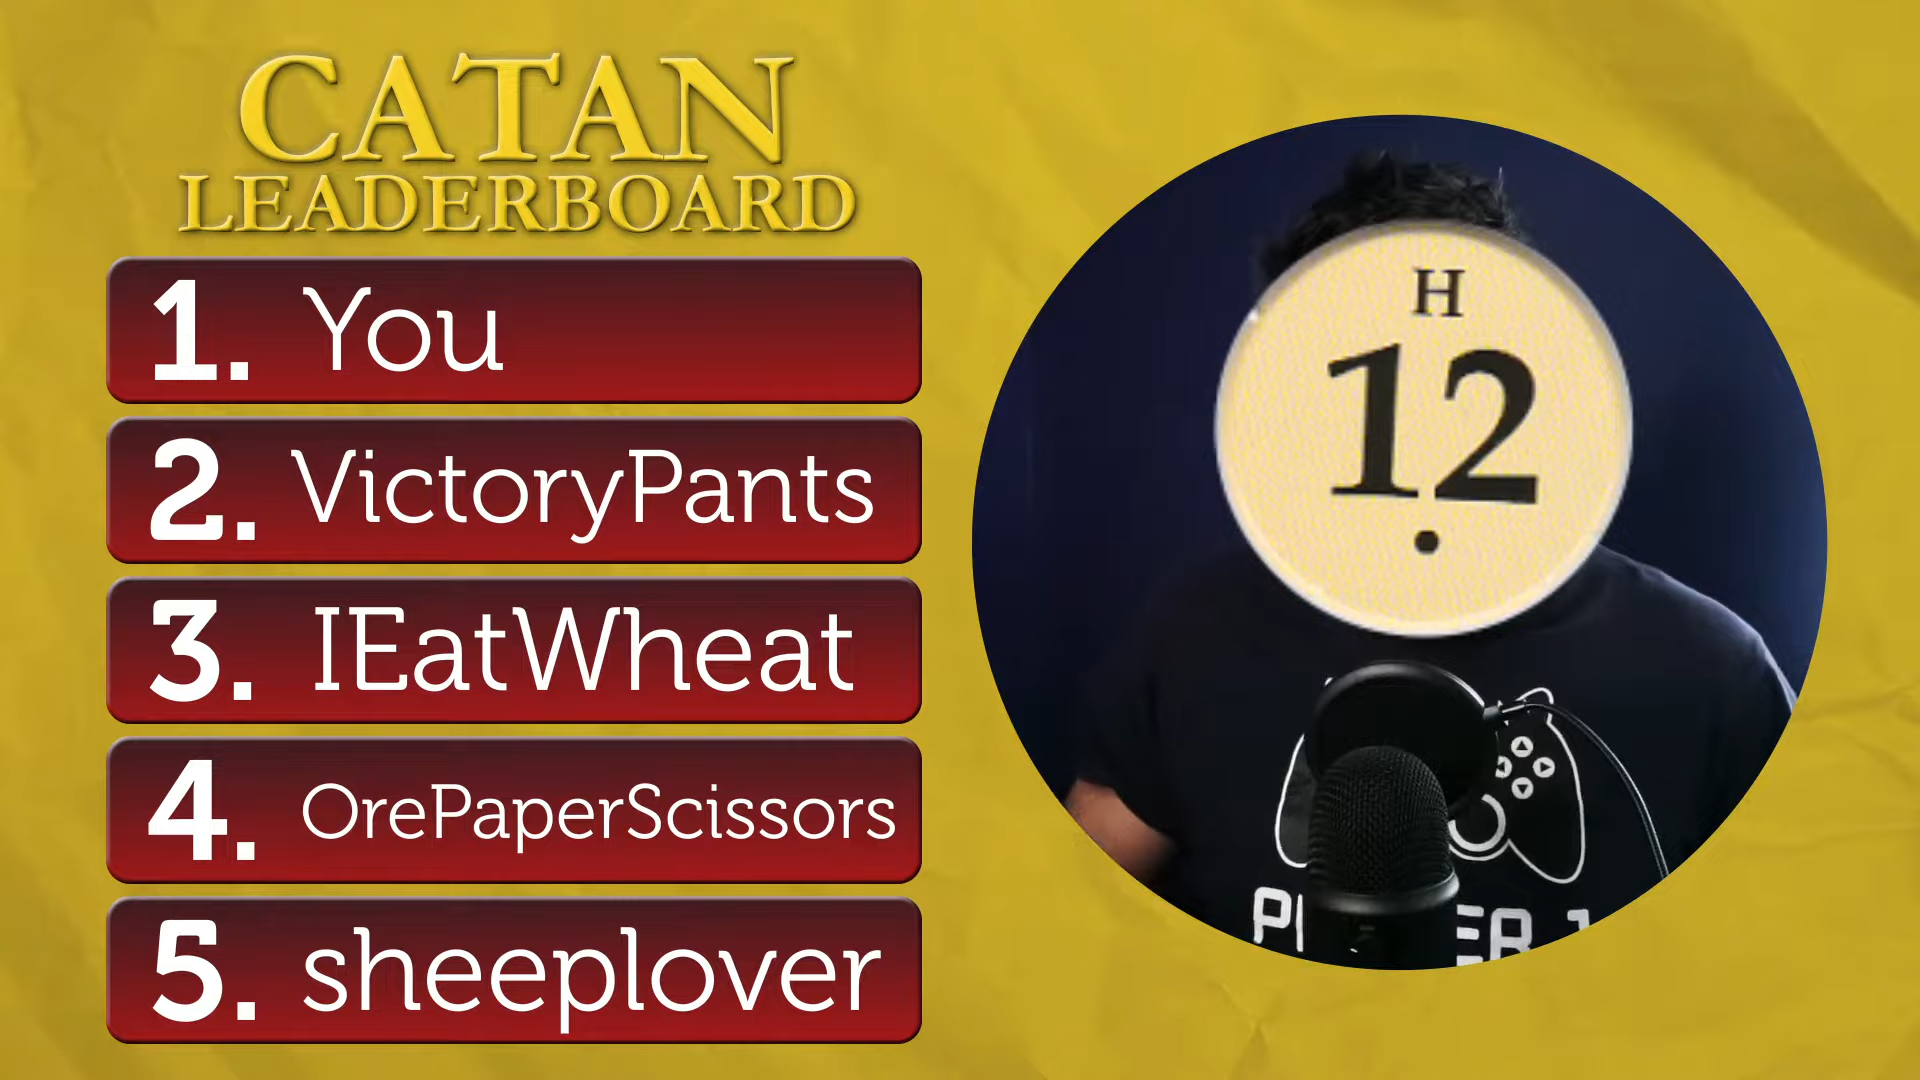 CATAN
LEADERBOARD
1. You
2. VictoryPants
3. IEatWheat
4. OrePaperScissors
5. sheeplover
H
12